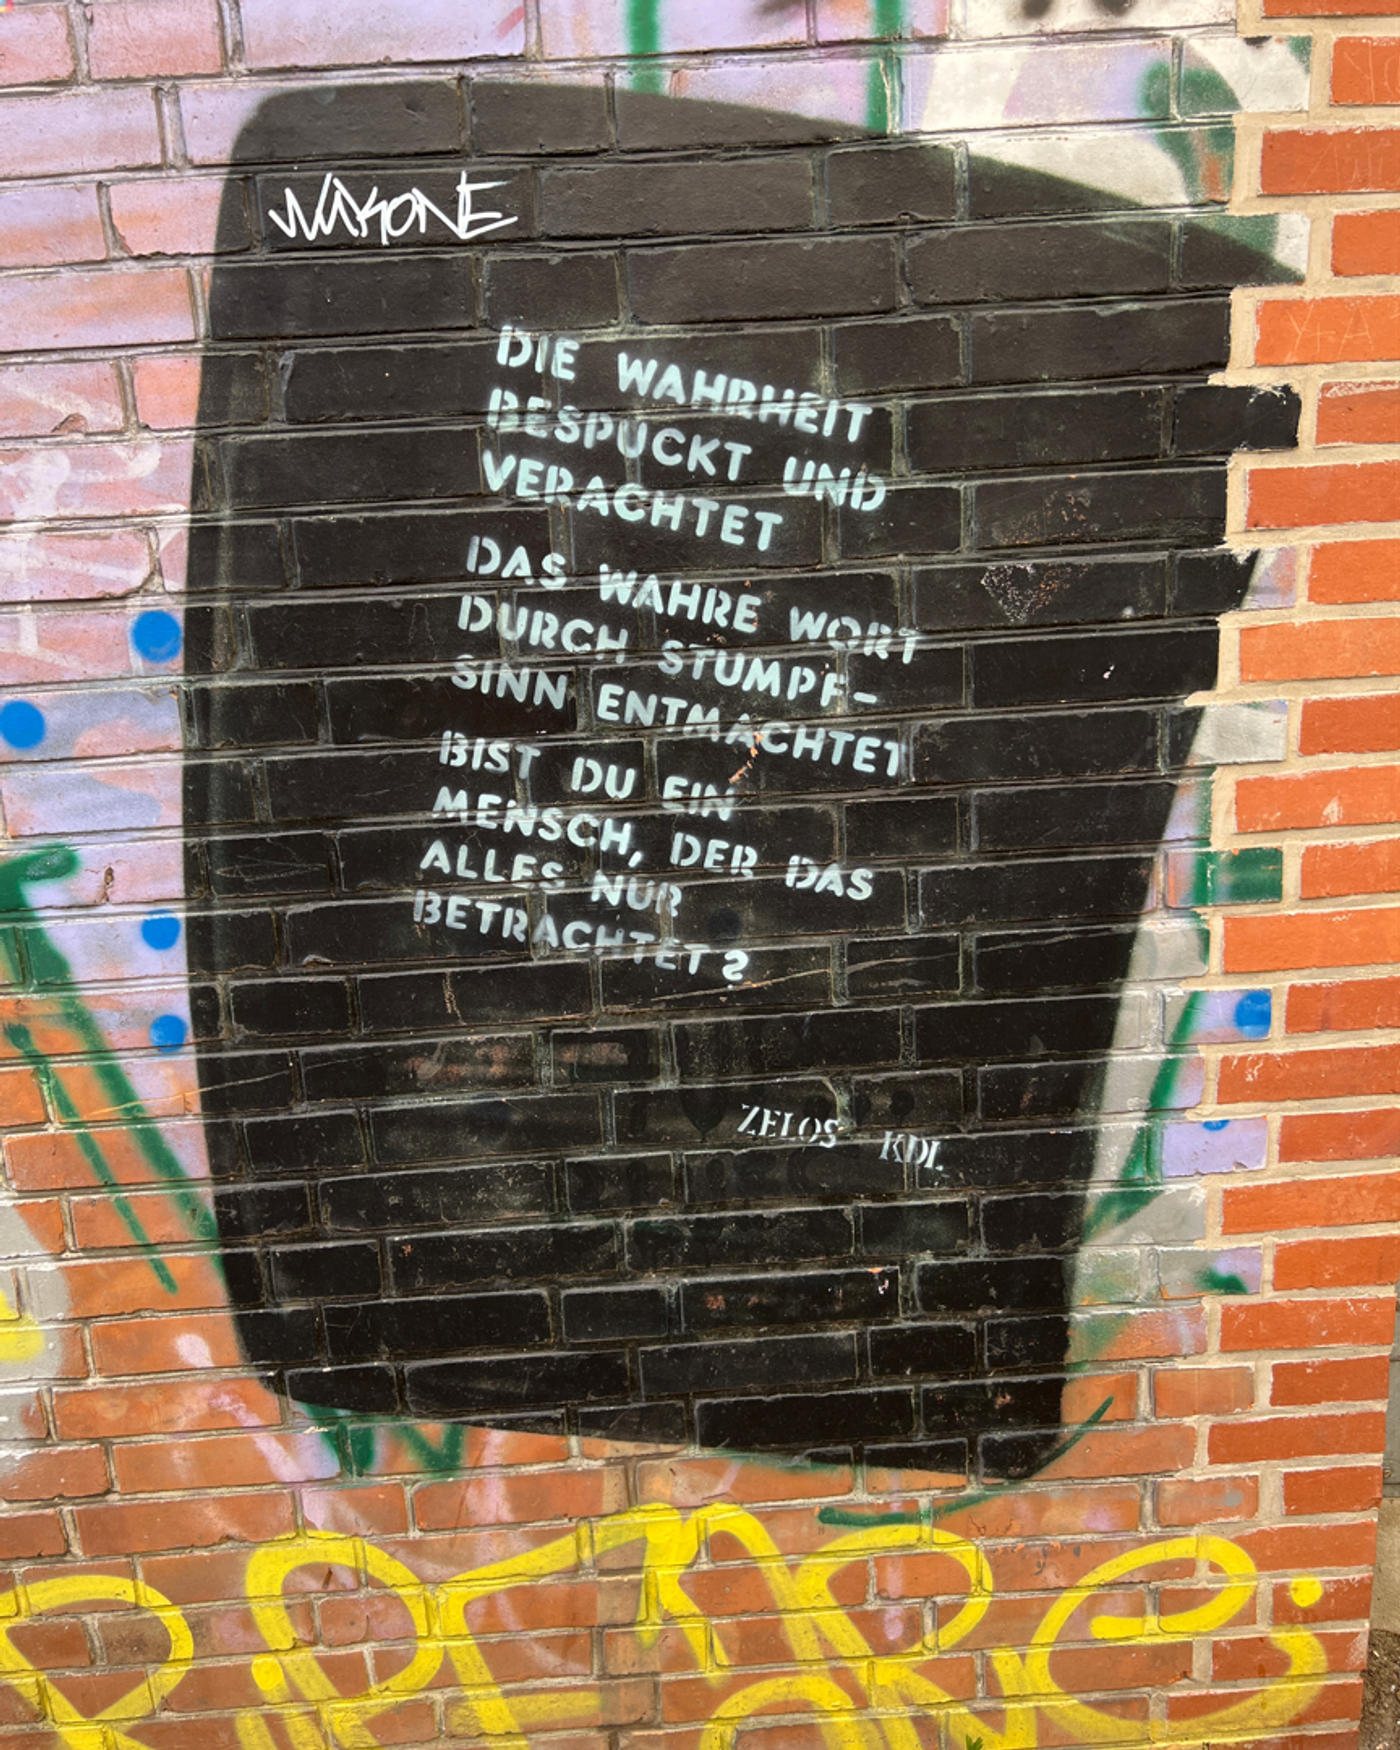 WAKONE
DIE WAHRHEIT
BESPUCKT UND
VERACHTET
DAS WAHRE WORT
DURCH STUMPF-
SINN ENTMACHTET
BIST DU EIN
MENSCH, DER DAS
ALLES NUR
BETRACHTET?
ZELOS KDL